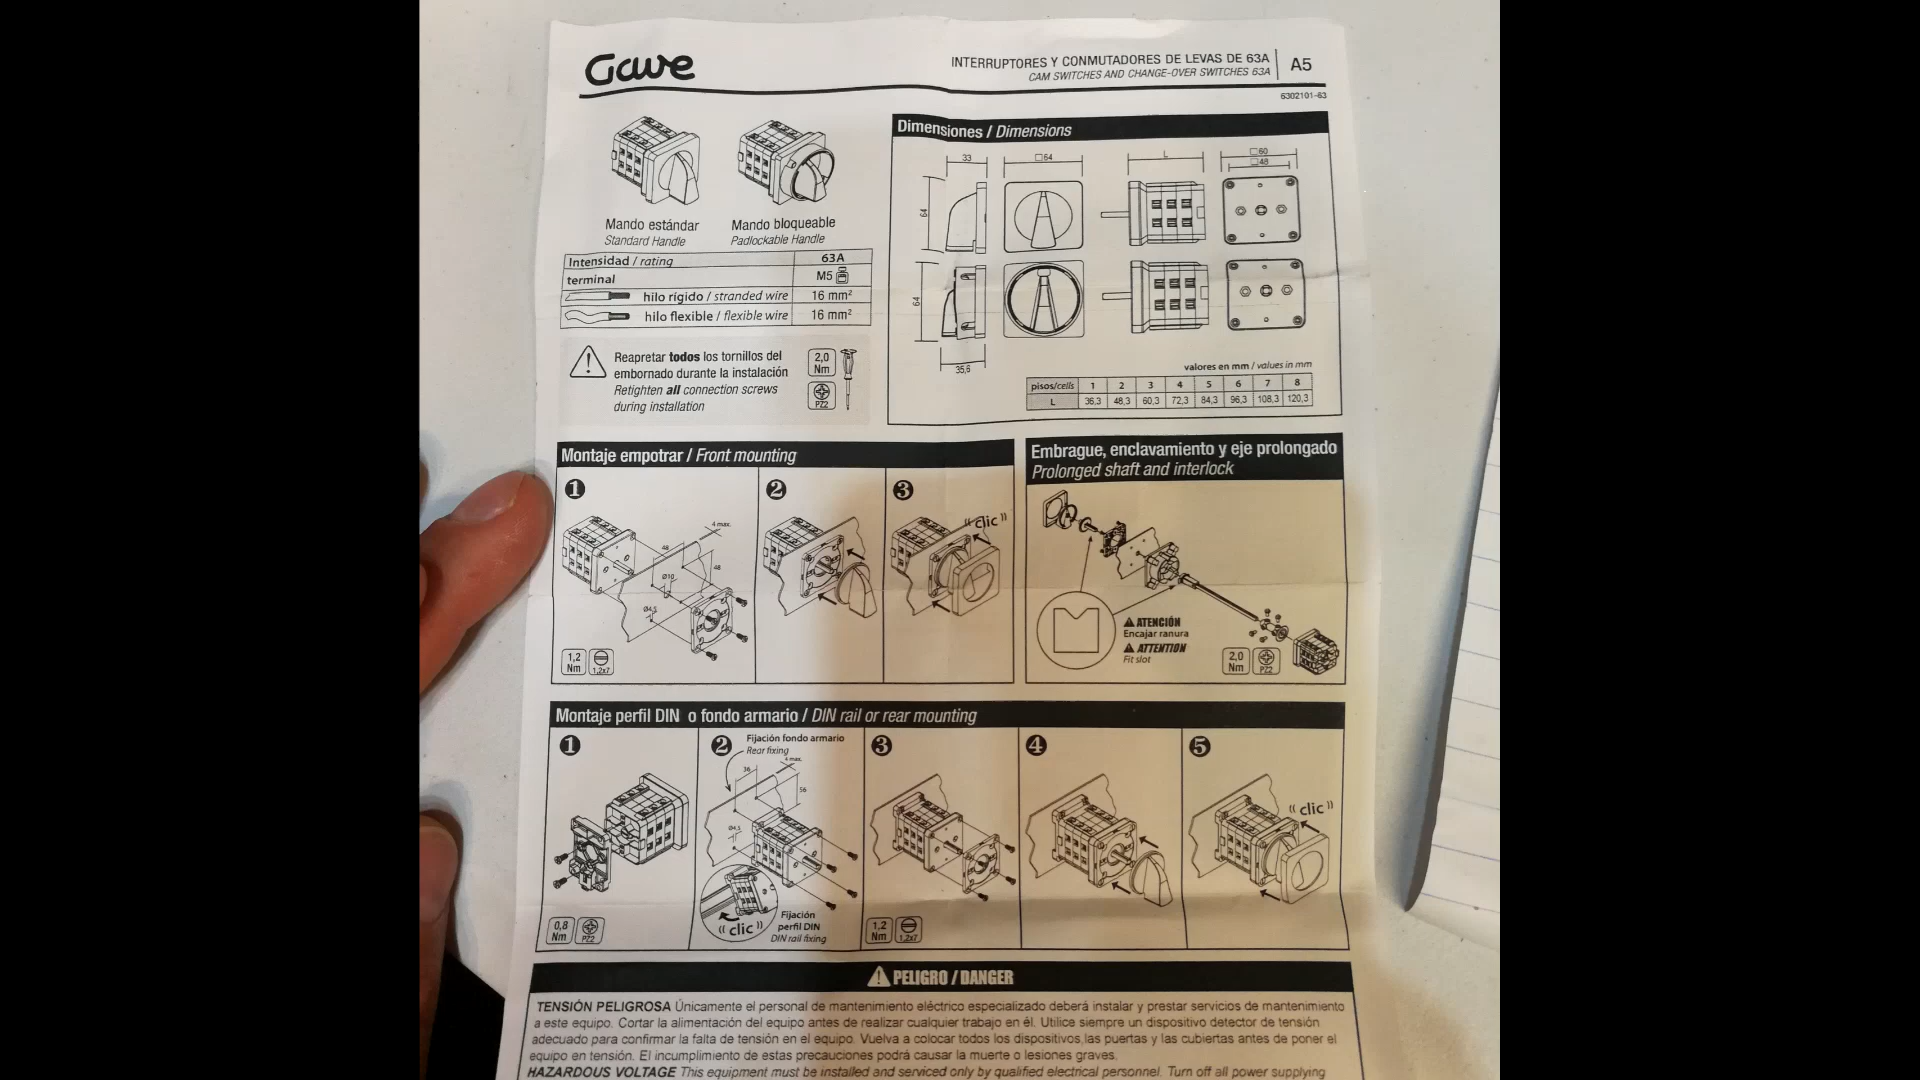 Gave
INTERRUPTORES Y CONMUTADORES DE LEVAS DE 63A
CAM SWITCHES AND CHANGE-OVER SWITCHES 63A
A5
6302101-63
Mando estándar
Standard Handle
Mando bloqueable
Padlockable Handle
Intensidad / rating 63A
terminal M5
hilo rígido / stranded wire 16 mm²
hilo flexible / flexible wire 16 mm²
Reapretar todos los tornillos del
embornado durante la instalación
Retighten all connection screws
during installation
2,0
Nm
PZ2
Dimensiones / Dimensions
33 □64 L □60
□48
64
64
35,6
valores en mm / values in mm
pisos/cells 1 2 3 4 5 6 7 8
L 36,3 48,3 60,3 72,3 84,3 96,3 108,3 120,3
Montaje empotrar / Front mounting
1 2 3
4 max.
48
48
Ø10
Ø4,5
1,2
Nm
1,2x7
(( clic ))
Embrague, enclavamiento y eje prolongado
Prolonged shaft and interlock
ATENCIÓN
Encajar ranura
ATTENTION
Fit slot
2,0
Nm
PZ2
Montaje perfil DIN o fondo armario / DIN rail or rear mounting
1 2 3 4 5
Fijación fondo armario
Rear fixing
4 max.
36
56
Ø4,5
(( clic ))
Fijación
perfil DIN
DIN rail fixing
0,8
Nm
PZ2
1,2
Nm
1,2x7
(( clic ))
PELIGRO / DANGER
TENSIÓN PELIGROSA Únicamente el personal de mantenimiento eléctrico especializado deberá instalar y prestar servicios de mantenimiento
a este equipo. Cortar la alimentación del equipo antes de realizar cualquier trabajo en él. Utilice siempre un dispositivo detector de tensión
adecuado para confirmar la falta de tensión en el equipo. Vuelva a colocar todos los dispositivos, las puertas y las cubiertas antes de poner el
equipo en tensión. El incumplimiento de estas precauciones podrá causar la muerte o lesiones graves.
HAZARDOUS VOLTAGE This equipment must be installed and serviced only by qualified electrical personnel. Turn off all power supplying